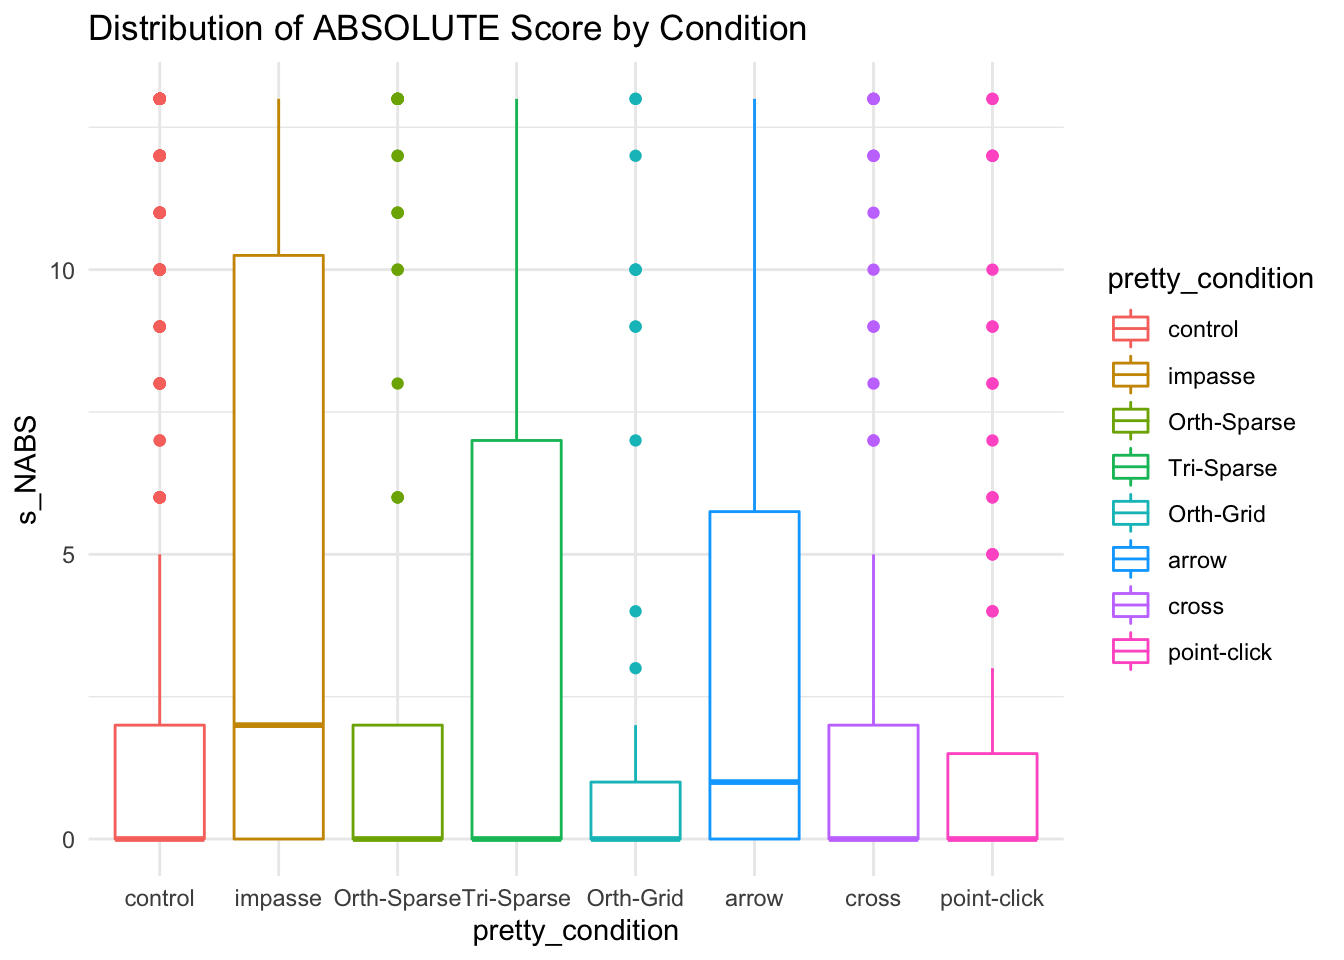 Distribution of ABSOLUTE Score by Condition
s_NABS
10
5
0
control
impasse
Orth-Sparse
Tri-Sparse
Orth-Grid
arrow
cross
point-click
pretty_condition
pretty_condition
control
impasse
Orth-Sparse
Tri-Sparse
Orth-Grid
arrow
cross
point-click